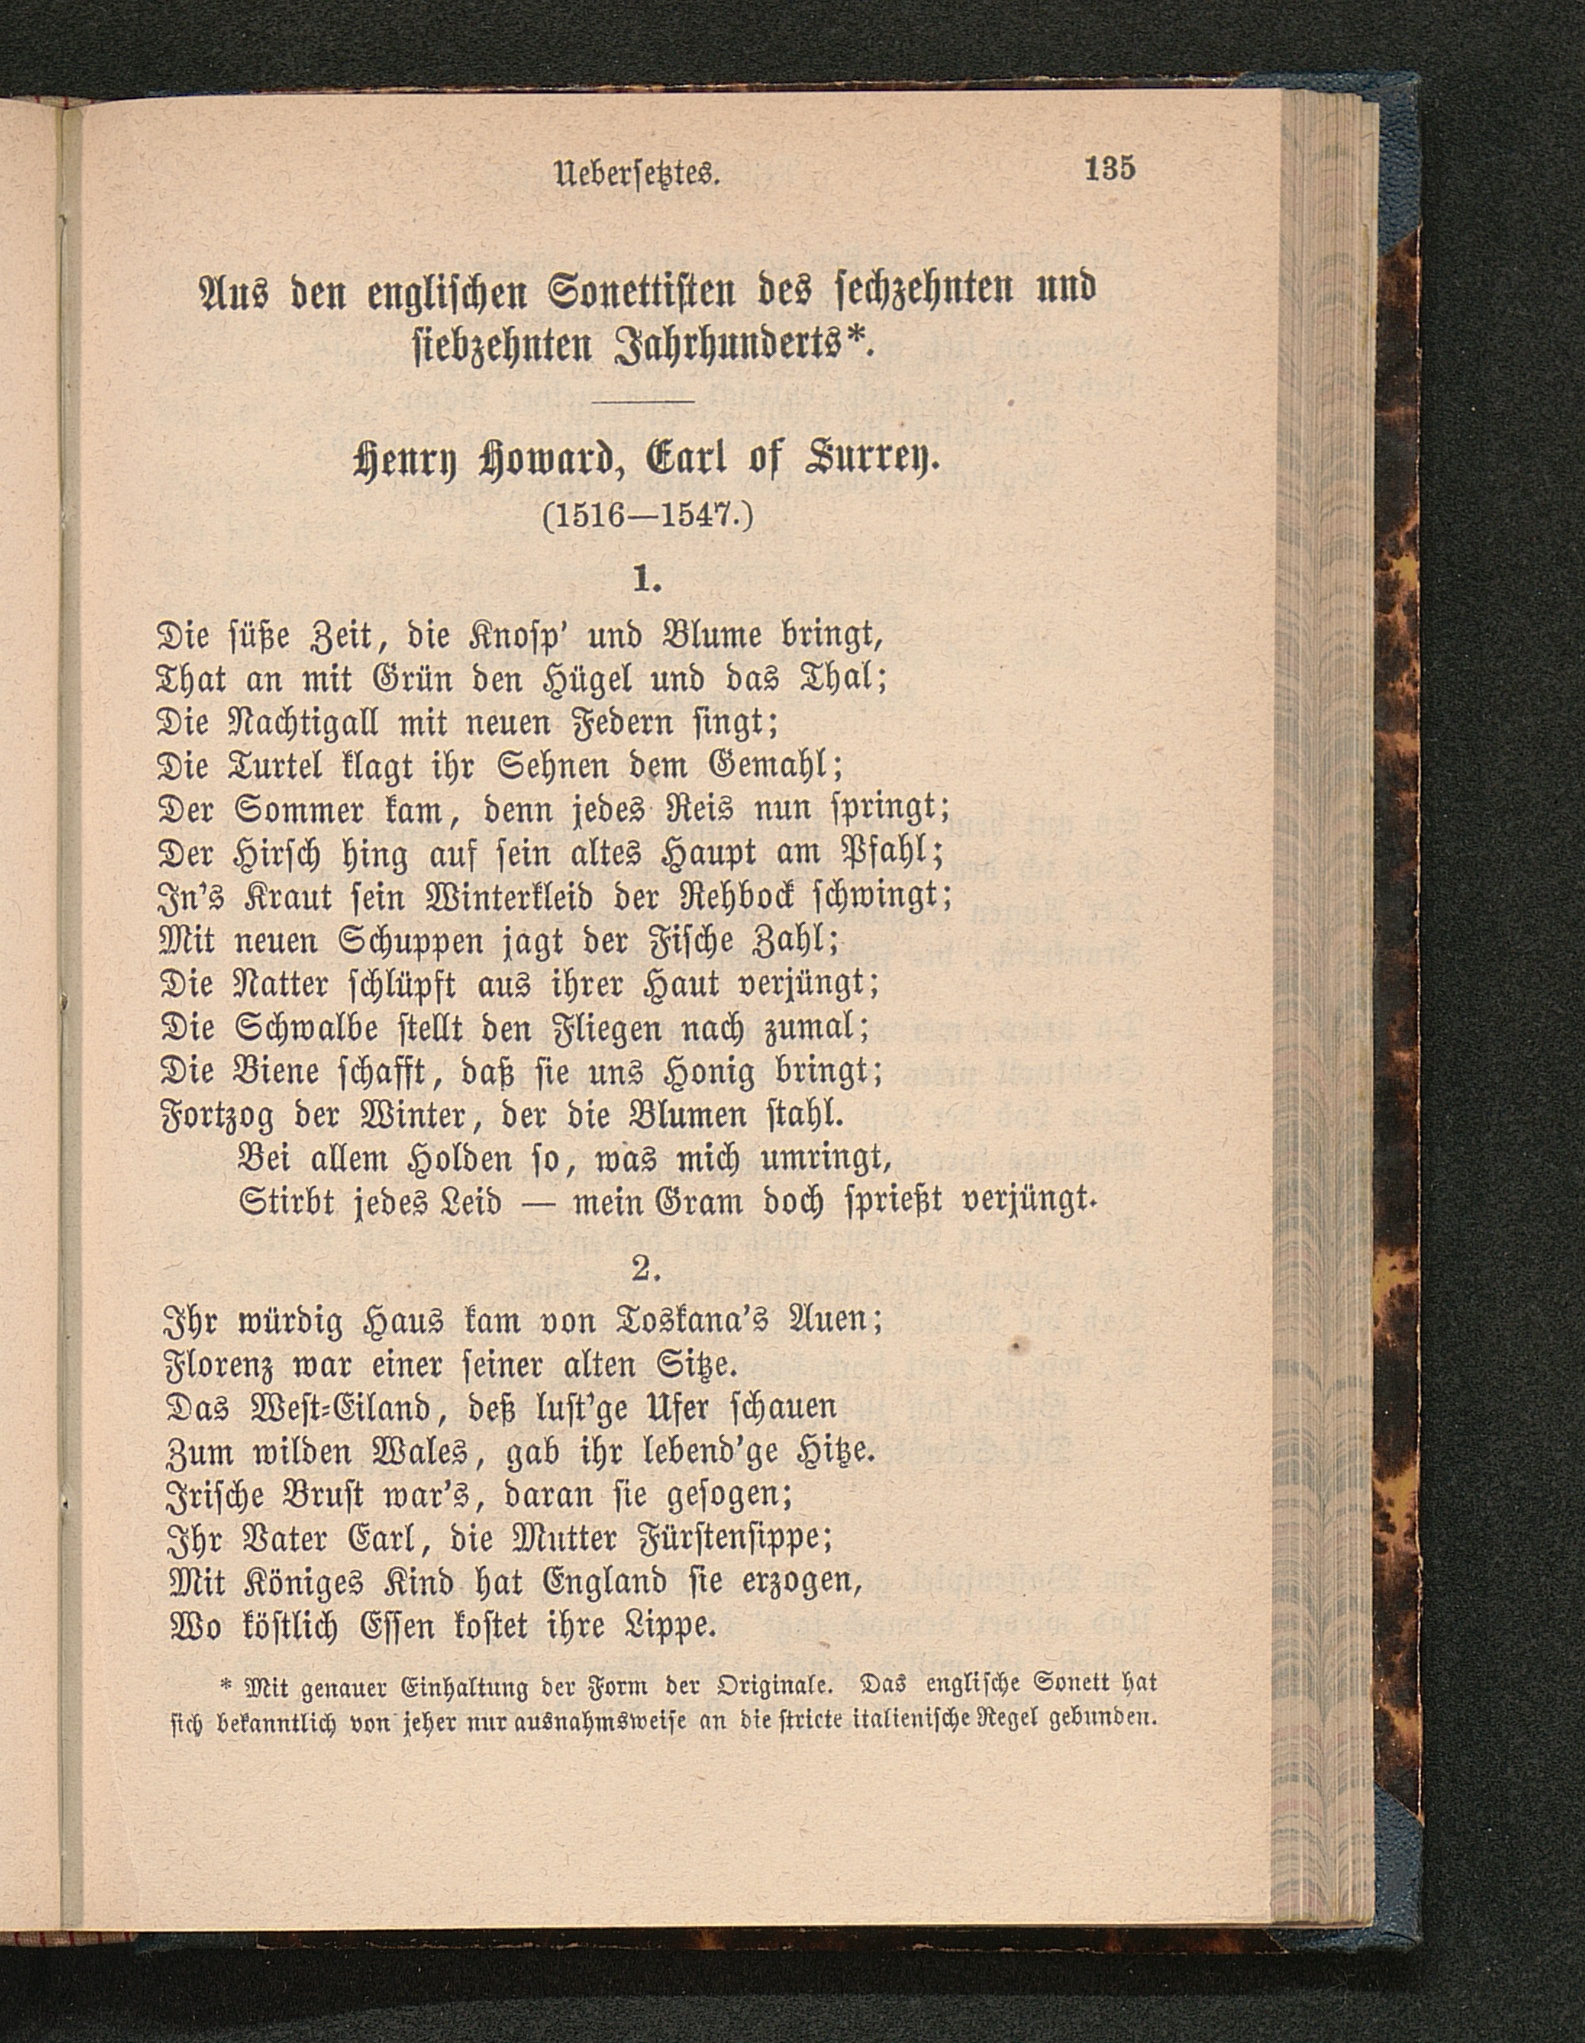 Uebersetztes.
135
Aus den englischen Sonettisten des sechzehnten und
siebzehnten Jahrhunderts*.
Henry Howard, Earl of Surrey.
(1516—1547.)
1.
Die süße Zeit, die Knosp' und Blume bringt,
That an mit Grün den Hügel und das Thal;
Die Nachtigall mit neuen Federn singt;
Die Turtel klagt ihr Sehnen dem Gemahl;
Der Sommer kam, denn jedes Reis nun springt;
Der Hirsch hing auf sein altes Haupt am Pfahl;
In's Kraut sein Winterkleid der Rehbock schwingt;
Mit neuen Schuppen jagt der Fische Zahl;
Die Natter schlüpft aus ihrer Haut verjüngt;
Die Schwalbe stellt den Fliegen nach zumal;
Die Biene schafft, daß sie uns Honig bringt;
Fortzog der Winter, der die Blumen stahl.
Bei allem Holden so, was mich umringt,
Stirbt jedes Leid — mein Gram doch sprießt verjüngt.
2.
Ihr würdig Haus kam von Toskana's Auen;
Florenz war einer seiner alten Sitze.
Das West-Eiland, deß lust'ge Ufer schauen
Zum wilden Wales, gab ihr lebend'ge Hitze.
Irische Brust war's, daran sie gesogen;
Ihr Vater Earl, die Mutter Fürstensippe;
Mit Königes Kind hat England sie erzogen,
Wo köstlich Essen kostet ihre Lippe.
* Mit genauer Einhaltung der Form der Originale. Das englische Sonett hat
sich bekanntlich von jeher nur ausnahmsweise an die stricte italienische Regel gebunden.